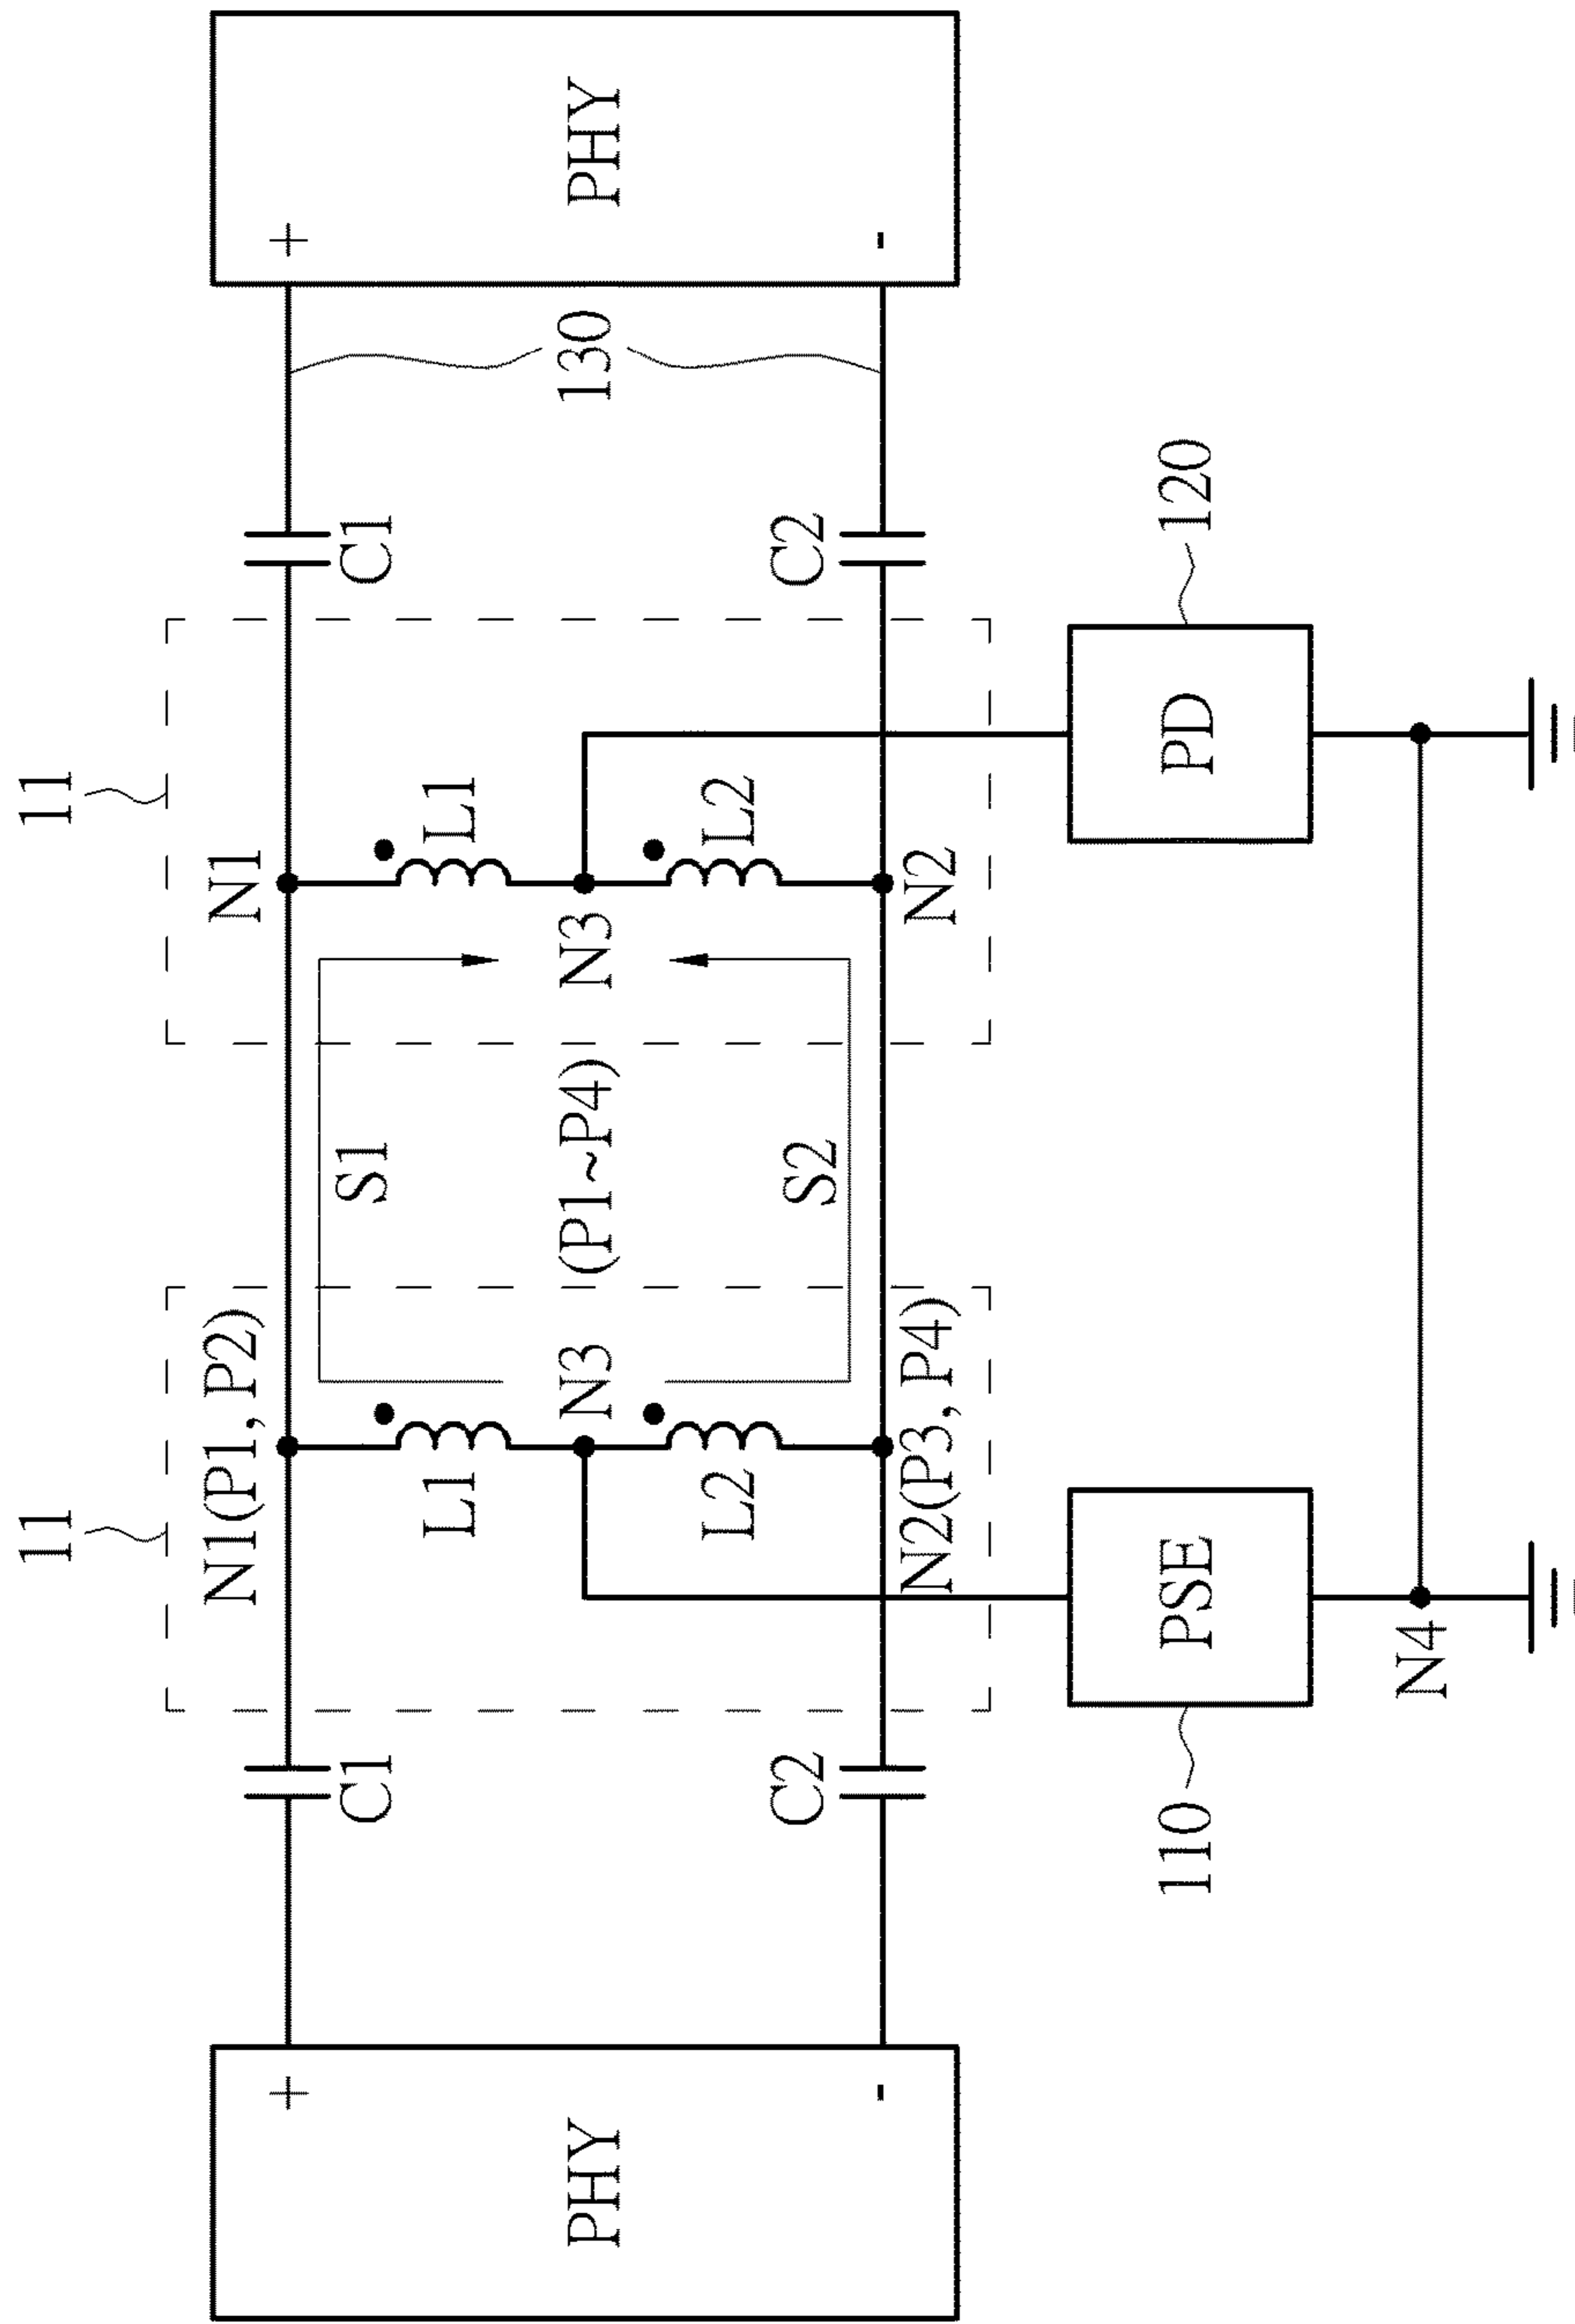 11
11
N1(P1, P2)
N1
PHY
+
C1
L1
S1
L1
C1
+
PHY
N3
(P1~P4)
N3
130
-
C2
L2
S2
L2
C2
-
N2(P3, P4)
N2
110
PSE
PD
120
N4